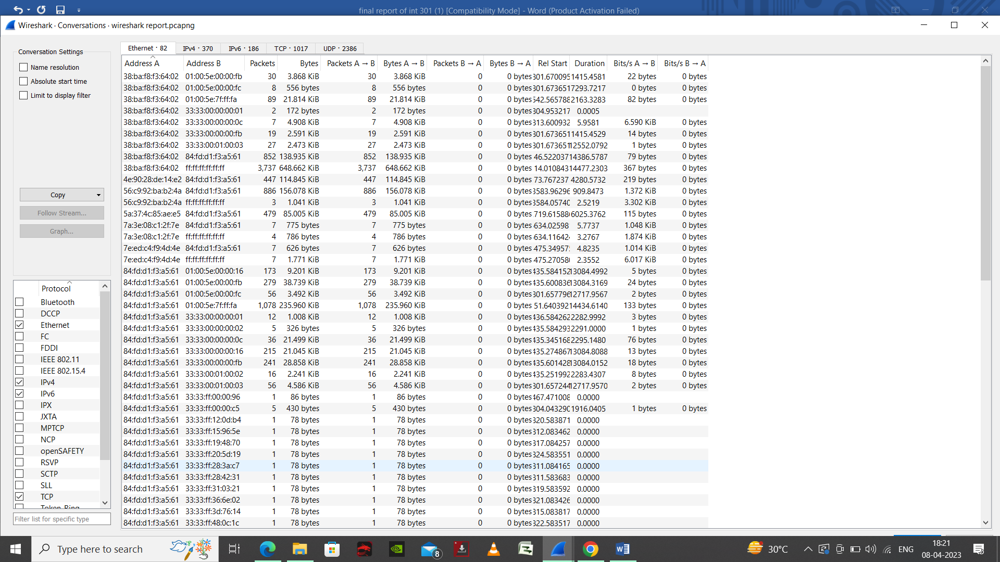 final report of int 301 (1) [Compatibility Mode] - Word (Product Activation Failed)
Wireshark · Conversations · wireshark report.pcapng
Conversation Settings
Name resolution
Absolute start time
Limit to display filter
Copy
Follow Stream...
Graph...
Protocol
Bluetooth
DCCP
Ethernet
FC
FDDI
IEEE 802.11
IEEE 802.15.4
IPv4
IPv6
IPX
JXTA
MPTCP
NCP
openSAFETY
RSVP
SCTP
SLL
TCP
Token-Ring
Filter list for specific type
Ethernet · 82 IPv4 · 370 IPv6 · 186 TCP · 1017 UDP · 2386
Address A Address B Packets Bytes Packets A → B Bytes A → B Packets B → A Bytes B → A Rel Start Duration Bits/s A → B Bits/s B → A
38:ba:f8:f3:64:02 01:00:5e:00:00:fb 30 3.868 KiB 30 3.868 KiB 0 0 bytes 301.670095 1415.4581 22 bytes 0 bytes
38:ba:f8:f3:64:02 01:00:5e:00:00:fc 8 556 bytes 8 556 bytes 0 0 bytes 301.673651 7293.7217 0 bytes 0 bytes
38:ba:f8:f3:64:02 01:00:5e:7f:ff:fa 89 21.814 KiB 89 21.814 KiB 0 0 bytes 542.565788 2163.3283 82 bytes 0 bytes
38:ba:f8:f3:64:02 33:33:00:00:00:01 2 172 bytes 2 172 bytes 0 0 bytes 304.953217 0.0005
38:ba:f8:f3:64:02 33:33:00:00:00:0c 7 4.908 KiB 7 4.908 KiB 0 0 bytes 313.600932 5.9581 6.590 KiB 0 bytes
38:ba:f8:f3:64:02 33:33:00:00:00:fb 19 2.591 KiB 19 2.591 KiB 0 0 bytes 301.673651 1415.4529 14 bytes 0 bytes
38:ba:f8:f3:64:02 33:33:00:01:00:03 27 2.473 KiB 27 2.473 KiB 0 0 bytes 301.673651 12552.0792 1 bytes 0 bytes
38:ba:f8:f3:64:02 84:fd:d1:f3:a5:61 852 138.935 KiB 852 138.935 KiB 0 0 bytes 46.522037 14386.5787 79 bytes 0 bytes
38:ba:f8:f3:64:02 ff:ff:ff:ff:ff:ff 3,737 648.662 KiB 3,737 648.662 KiB 0 0 bytes 14.010843 14477.2303 367 bytes 0 bytes
4e:90:28:de:14:e2 84:fd:d1:f3:a5:61 447 114.845 KiB 447 114.845 KiB 0 0 bytes 73.767237 4280.5732 219 bytes 0 bytes
56:c9:92:ba:b2:4a 84:fd:d1:f3:a5:61 886 156.078 KiB 886 156.078 KiB 0 0 bytes 3583.96296 909.8473 1.372 KiB 0 bytes
56:c9:92:ba:b2:4a ff:ff:ff:ff:ff:ff 3 1.041 KiB 3 1.041 KiB 0 0 bytes 3584.05740 2.5219 3.302 KiB 0 bytes
5a:37:4c:85:ae:e5 84:fd:d1:f3:a5:61 479 85.005 KiB 479 85.005 KiB 0 0 bytes 719.61588 6025.3762 115 bytes 0 bytes
7a:3e:08:c1:2f:7e 84:fd:d1:f3:a5:61 7 775 bytes 7 775 bytes 0 0 bytes 634.02598 5.7737 1.048 KiB 0 bytes
7a:3e:08:c1:2f:7e ff:ff:ff:ff:ff:ff 4 786 bytes 4 786 bytes 0 0 bytes 634.11642 3.2767 1.874 KiB 0 bytes
7e:ed:c4:f9:4d:4e 84:fd:d1:f3:a5:61 7 626 bytes 7 626 bytes 0 0 bytes 475.34957 4.8235 1.014 KiB 0 bytes
7e:ed:c4:f9:4d:4e ff:ff:ff:ff:ff:ff 7 1.771 KiB 7 1.771 KiB 0 0 bytes 475.27058 2.3552 6.017 KiB 0 bytes
84:fd:d1:f3:a5:61 01:00:5e:00:00:16 173 9.201 KiB 173 9.201 KiB 0 0 bytes 435.584152 13084.4992 5 bytes 0 bytes
84:fd:d1:f3:a5:61 01:00:5e:00:00:fb 279 38.739 KiB 279 38.739 KiB 0 0 bytes 435.600836 13084.3169 24 bytes 0 bytes
84:fd:d1:f3:a5:61 01:00:5e:00:00:fc 56 3.492 KiB 56 3.492 KiB 0 0 bytes 301.657796 12717.9567 2 bytes 0 bytes
84:fd:d1:f3:a5:61 01:00:5e:7f:ff:fa 1,078 235.960 KiB 1,078 235.960 KiB 0 0 bytes 51.640392 14434.6140 133 bytes 0 bytes
84:fd:d1:f3:a5:61 33:33:00:00:00:01 12 1.008 KiB 12 1.008 KiB 0 0 bytes 436.584262 2282.9992 3 bytes 0 bytes
84:fd:d1:f3:a5:61 33:33:00:00:00:02 5 326 bytes 5 326 bytes 0 0 bytes 435.584293 2291.0000 1 bytes 0 bytes
84:fd:d1:f3:a5:61 33:33:00:00:00:0c 36 21.499 KiB 36 21.499 KiB 0 0 bytes 435.345168 2295.1480 76 bytes 0 bytes
84:fd:d1:f3:a5:61 33:33:00:00:00:16 215 21.045 KiB 215 21.045 KiB 0 0 bytes 435.274867 13084.8088 13 bytes 0 bytes
84:fd:d1:f3:a5:61 33:33:00:00:00:fb 241 28.858 KiB 241 28.858 KiB 0 0 bytes 435.601428 13084.0152 18 bytes 0 bytes
84:fd:d1:f3:a5:61 33:33:00:01:00:02 16 2.241 KiB 16 2.241 KiB 0 0 bytes 435.251992 2283.4307 8 bytes 0 bytes
84:fd:d1:f3:a5:61 33:33:00:01:00:03 56 4.586 KiB 56 4.586 KiB 0 0 bytes 301.657244 12717.9570 2 bytes 0 bytes
84:fd:d1:f3:a5:61 33:33:ff:00:00:96 1 86 bytes 1 86 bytes 0 0 bytes 467.471008 0.0000
84:fd:d1:f3:a5:61 33:33:ff:00:00:c5 5 430 bytes 5 430 bytes 0 0 bytes 304.043290 1916.0405 1 bytes 0 bytes
84:fd:d1:f3:a5:61 33:33:ff:12:0d:b4 1 78 bytes 1 78 bytes 0 0 bytes 320.583871 0.0000
84:fd:d1:f3:a5:61 33:33:ff:15:96:5e 1 78 bytes 1 78 bytes 0 0 bytes 312.083462 0.0000
84:fd:d1:f3:a5:61 33:33:ff:19:48:70 1 78 bytes 1 78 bytes 0 0 bytes 317.084257 0.0000
84:fd:d1:f3:a5:61 33:33:ff:20:5d:19 1 78 bytes 1 78 bytes 0 0 bytes 324.583551 0.0000
84:fd:d1:f3:a5:61 33:33:ff:28:3a:c7 1 78 bytes 1 78 bytes 0 0 bytes 311.084165 0.0000
84:fd:d1:f3:a5:61 33:33:ff:28:42:31 1 78 bytes 1 78 bytes 0 0 bytes 311.583683 0.0000
84:fd:d1:f3:a5:61 33:33:ff:31:03:21 1 78 bytes 1 78 bytes 0 0 bytes 319.583592 0.0000
84:fd:d1:f3:a5:61 33:33:ff:36:6e:02 1 78 bytes 1 78 bytes 0 0 bytes 321.083426 0.0000
84:fd:d1:f3:a5:61 33:33:ff:3d:76:14 1 78 bytes 1 78 bytes 0 0 bytes 315.083817 0.0000
84:fd:d1:f3:a5:61 33:33:ff:48:0c:1c 1 78 bytes 1 78 bytes 0 0 bytes 322.583517 0.0000
Type here to search
8
30°C
ENG
18:21
08-04-2023